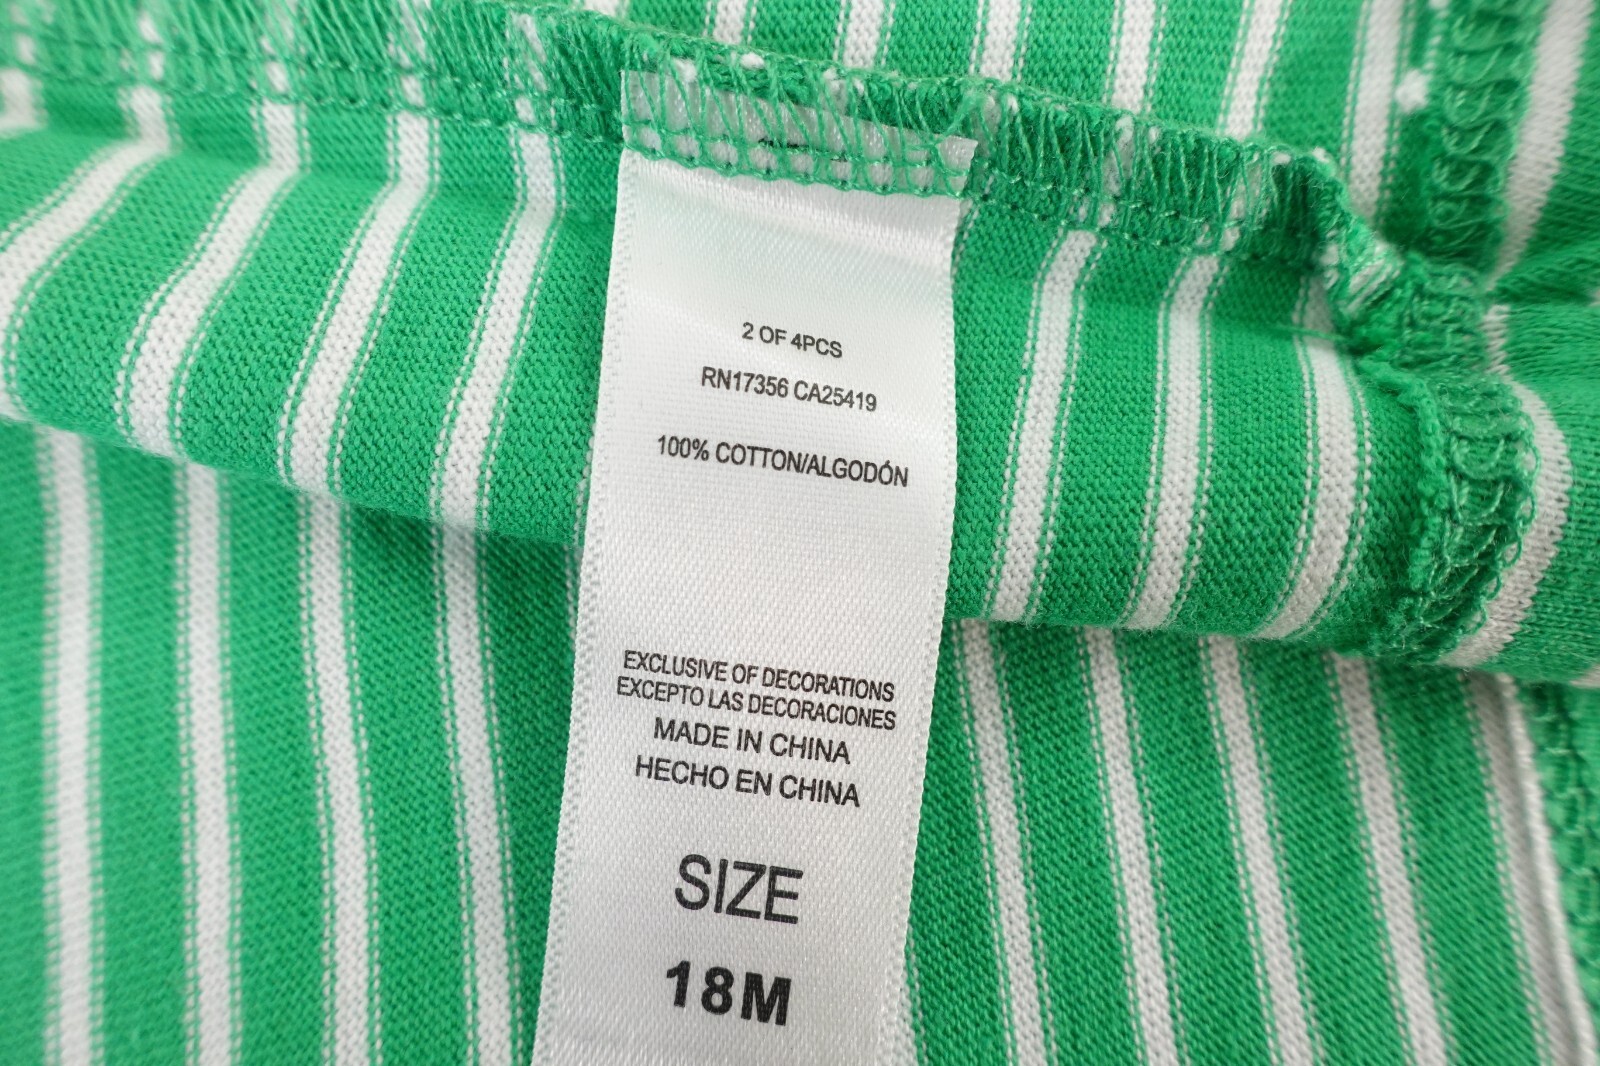 2 OF 4PCS
RN17356 CA25419
100% COTTON/ALGODÓN
EXCLUSIVE OF DECORATIONS
EXCEPTO LAS DECORACIONES
MADE IN CHINA
HECHO EN CHINA
SIZE
18M